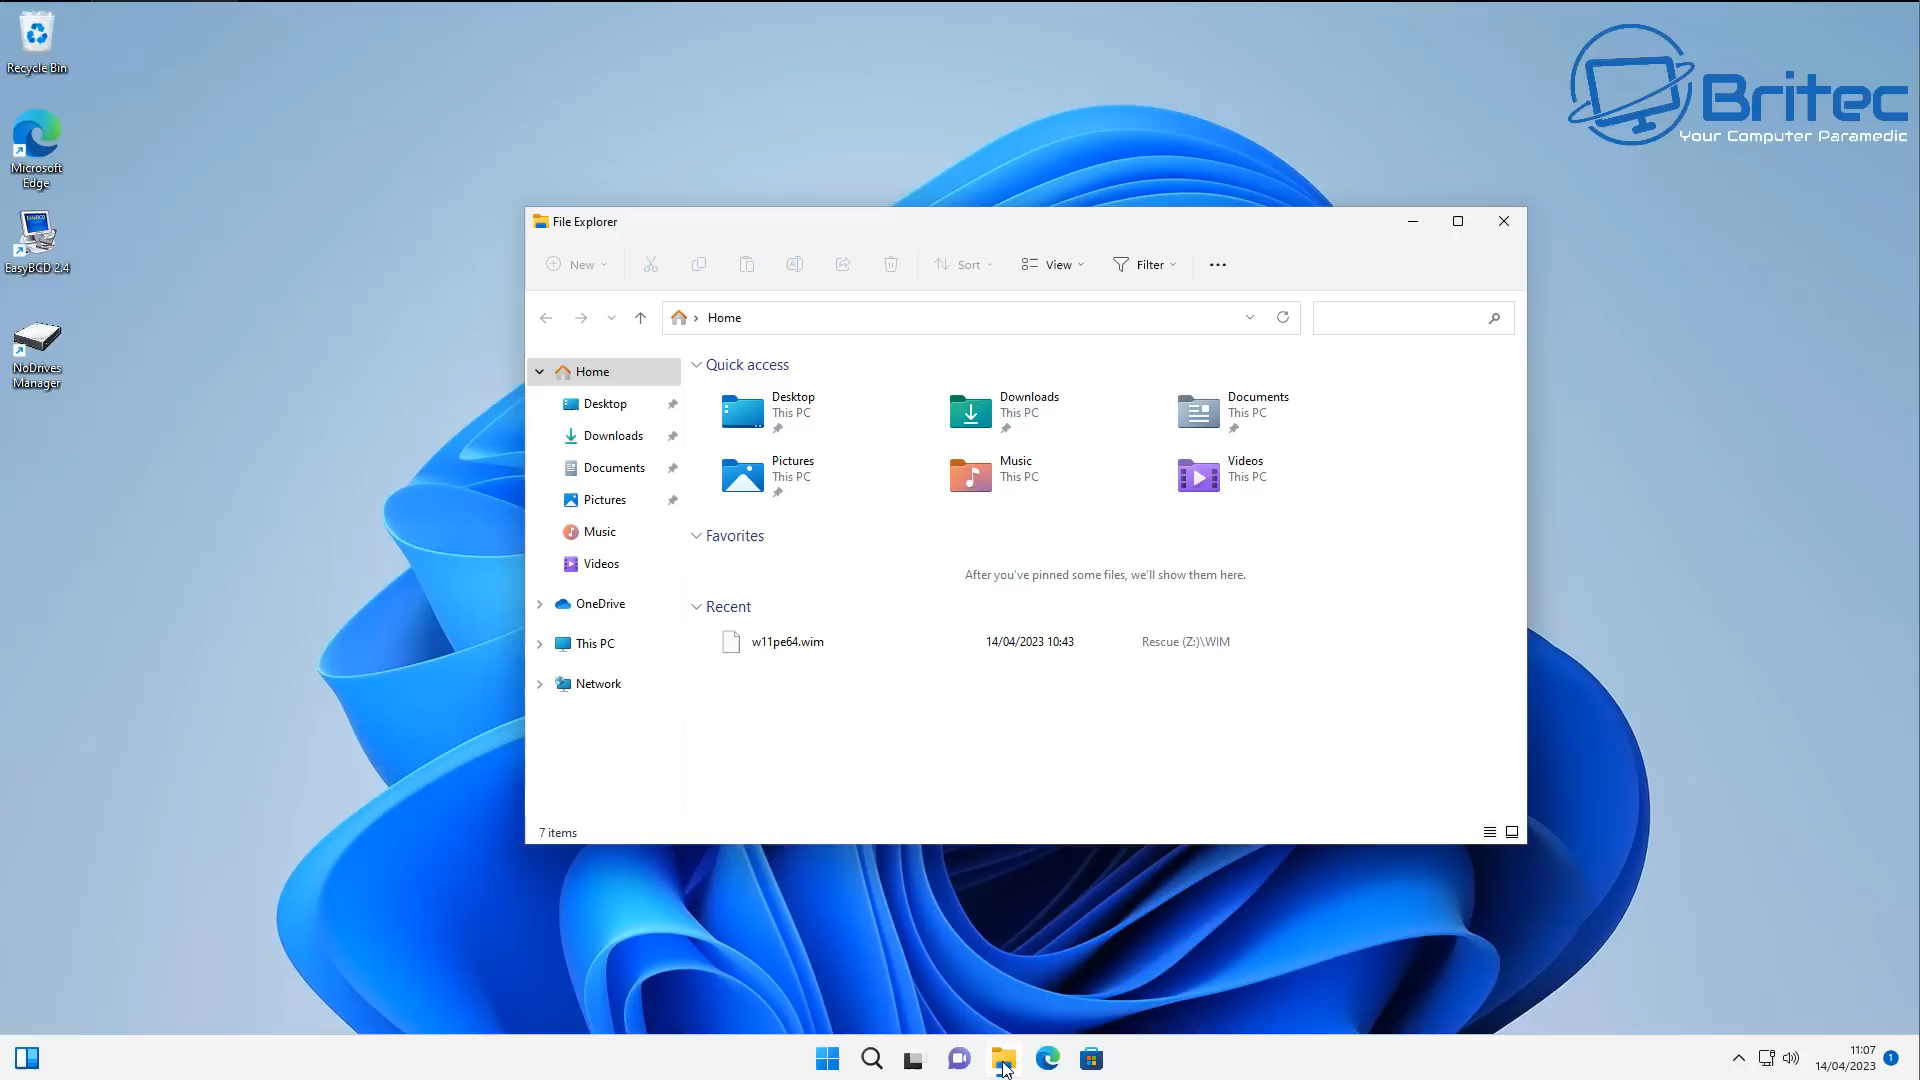 Recycle Bin
Microsoft
Edge
EasyBCD 2.4
NoDrives
Manager
Britec
Your Computer Paramedic
File Explorer
New
Sort
View
Filter
Home
Home
Desktop
Downloads
Documents
Pictures
Music
Videos
OneDrive
This PC
Network
Quick access
Desktop
This PC
Downloads
This PC
Documents
This PC
Pictures
This PC
Music
This PC
Videos
This PC
Favorites
After you've pinned some files, we'll show them here.
Recent
w11pe64.wim 14/04/2023 10:43 Rescue (Z:)\WIM
7 items
11:07
14/04/2023
1